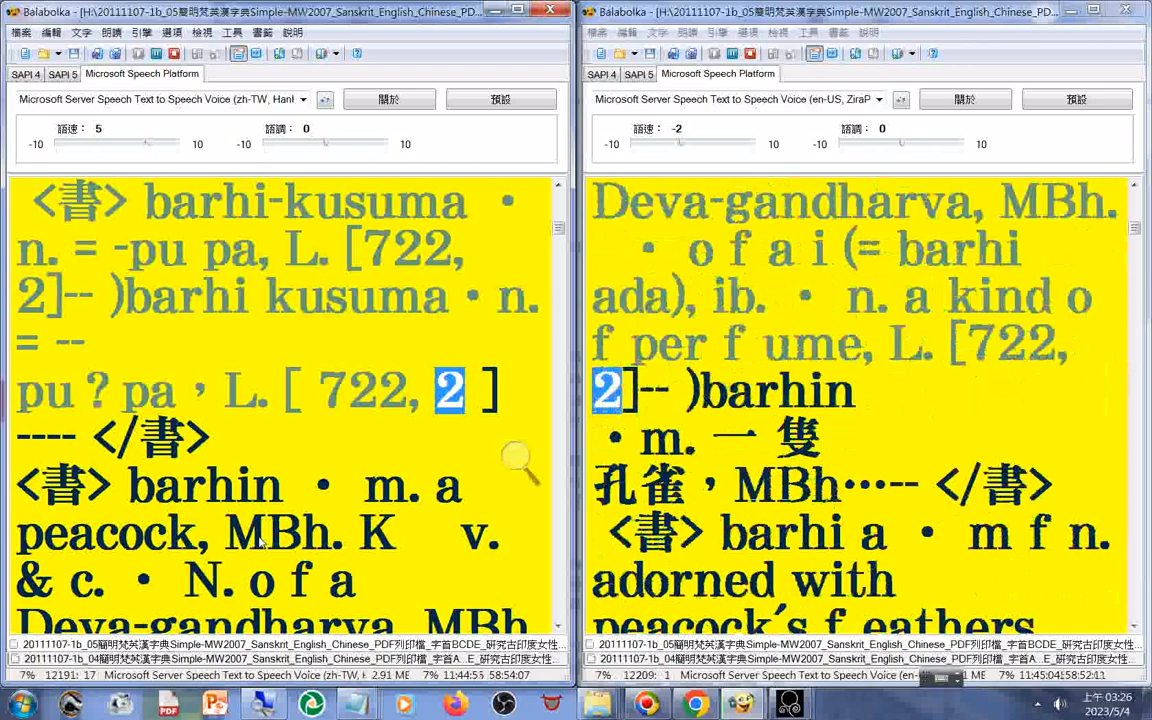 Balabolka - [H:\20111107-1b_05簡明梵英漢字典Simple-MW2007_Sanskrit_English_Chinese_PD...
檔案 編輯 文字 朗讀 引擎 選項 檢視 工具 書籤 說明
SAPI 4 SAPI 5 Microsoft Speech Platform
Microsoft Server Speech Text to Speech Voice (zh-TW, Hanl 關於 預設
語速： 5 語調： 0
-10 10 -10 10
<書> barhi-kusuma •
n. = -pu pa, L. [722,
2]-- )barhi kusuma • n.
= --
pu ? pa，L. [ 722, 2 ]
---- </書>
<書> barhin • m. a
peacock, MBh. K v.
& c. • N. o f a
Deva-gandharva, MBh
20111107-1b_05簡明梵英漢字典Simple-MW2007_Sanskrit_English_Chinese_PDF列印檔_字首BCDE_研究古印度女性...
20111107-1b_04簡明梵英漢字典Simple-MW2007_Sanskrit_English_Chinese_PDF列印檔_字首A...E_研究古印度女性...
7% 12191: 17 Microsoft Server Speech Text to Speech Voice (zh-TW, 2.91 ME 7% 11:44:55 58:54:07
Balabolka - [H:\20111107-1b_05簡明梵英漢字典Simple-MW2007_Sanskrit_English_Chinese_PD...
檔案 編輯 文字 朗讀 引擎 選項 檢視 工具 書籤 說明
SAPI 4 SAPI 5 Microsoft Speech Platform
Microsoft Server Speech Text to Speech Voice (en-US, ZiraP 關於 預設
語速： -2 語調： 0
-10 10 -10 10
Deva-gandharva, MBh.
• o f a i (= barhi
ada), ib. • n. a kind o
f per f ume, L. [722,
2]-- )barhin
• m. 一 隻
孔雀，MBh…-- </書>
<書> barhi a • m f n.
adorned with
peacock's f eathers
20111107-1b_05簡明梵英漢字典Simple-MW2007_Sanskrit_English_Chinese_PDF列印檔_字首BCDE_研究古印度女性...
20111107-1b_04簡明梵英漢字典Simple-MW2007_Sanskrit_English_Chinese_PDF列印檔_字首A...E_研究古印度女性...
7% 12209: 1 Microsoft Server Speech Text to Speech Voice (en-US, ME 7% 11:45:04 58:52:11
上午 03:26
2023/5/4